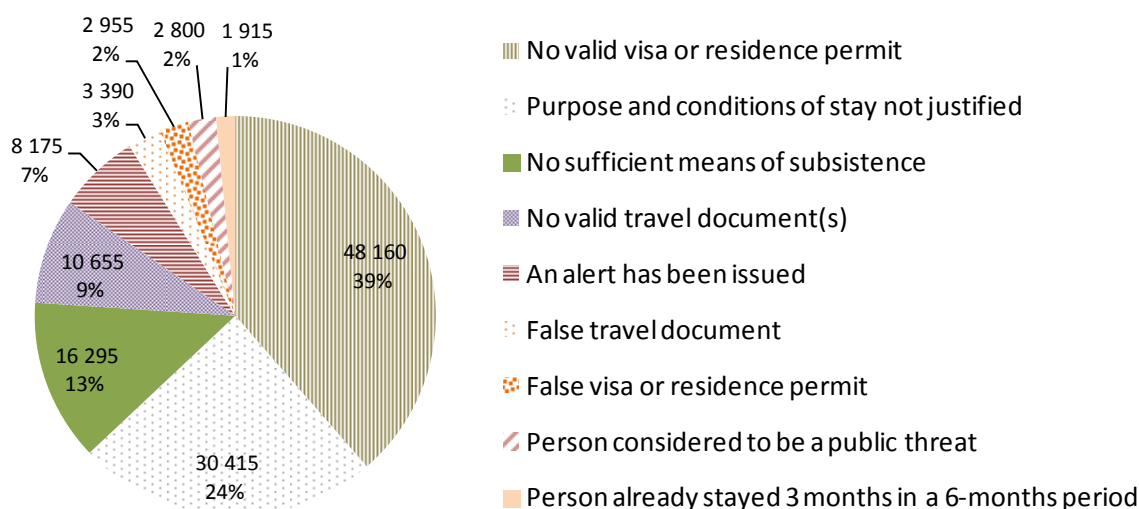 2 955
2%
2 800
2%
1 915
1%
3 390
3%
8 175
7%
10 655
9%
16 295
13%
30 415
24%
48 160
39%
No valid visa or residence permit
Purpose and conditions of stay not justified
No sufficient means of subsistence
No valid travel document(s)
An alert has been issued
False travel document
False visa or residence permit
Person considered to be a public threat
Person already stayed 3 months in a 6-months period